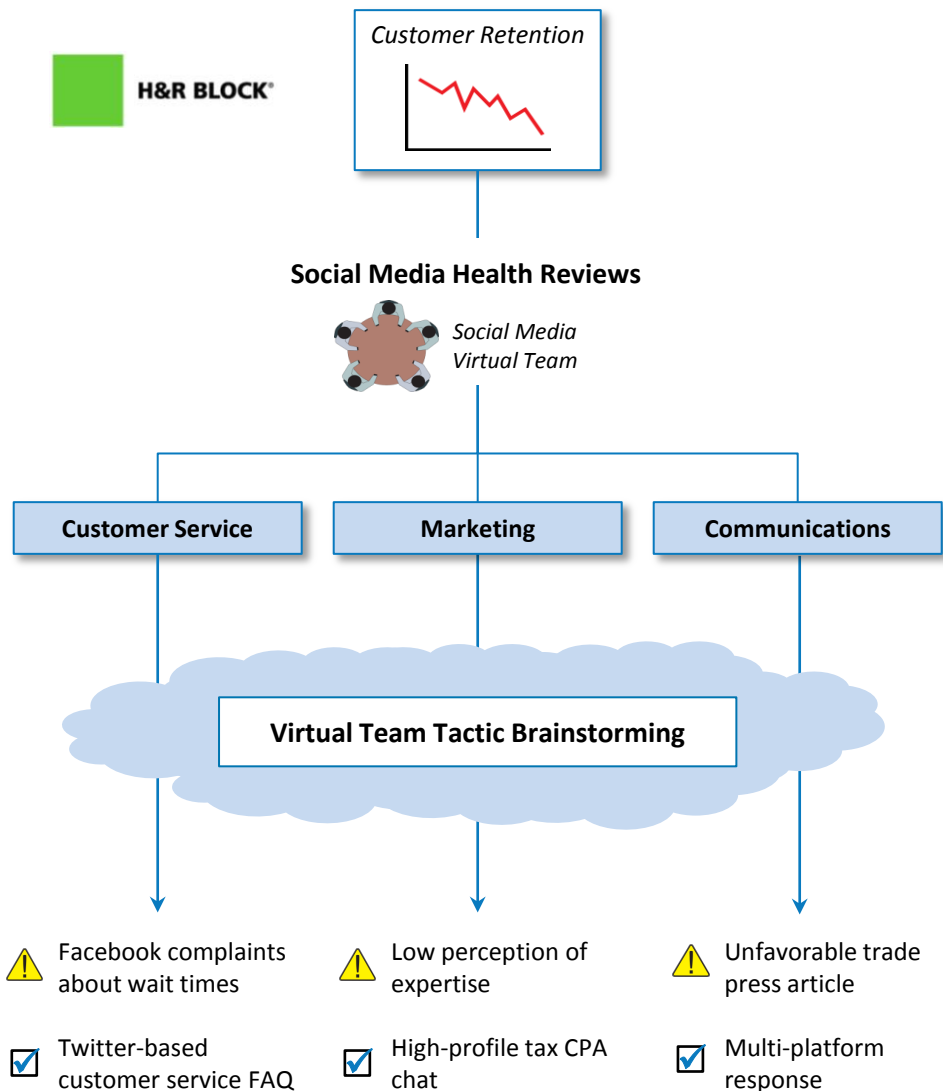 Customer Retention
H&R BLOCK®
Social Media Health Reviews
Social Media
Virtual Team
Customer Service
Marketing
Communications
Virtual Team Tactic Brainstorming
Facebook complaints
about wait times
Low perception of
expertise
Unfavorable trade
press article
Twitter-based
customer service FAQ
High-profile tax CPA
chat
Multi-platform
response